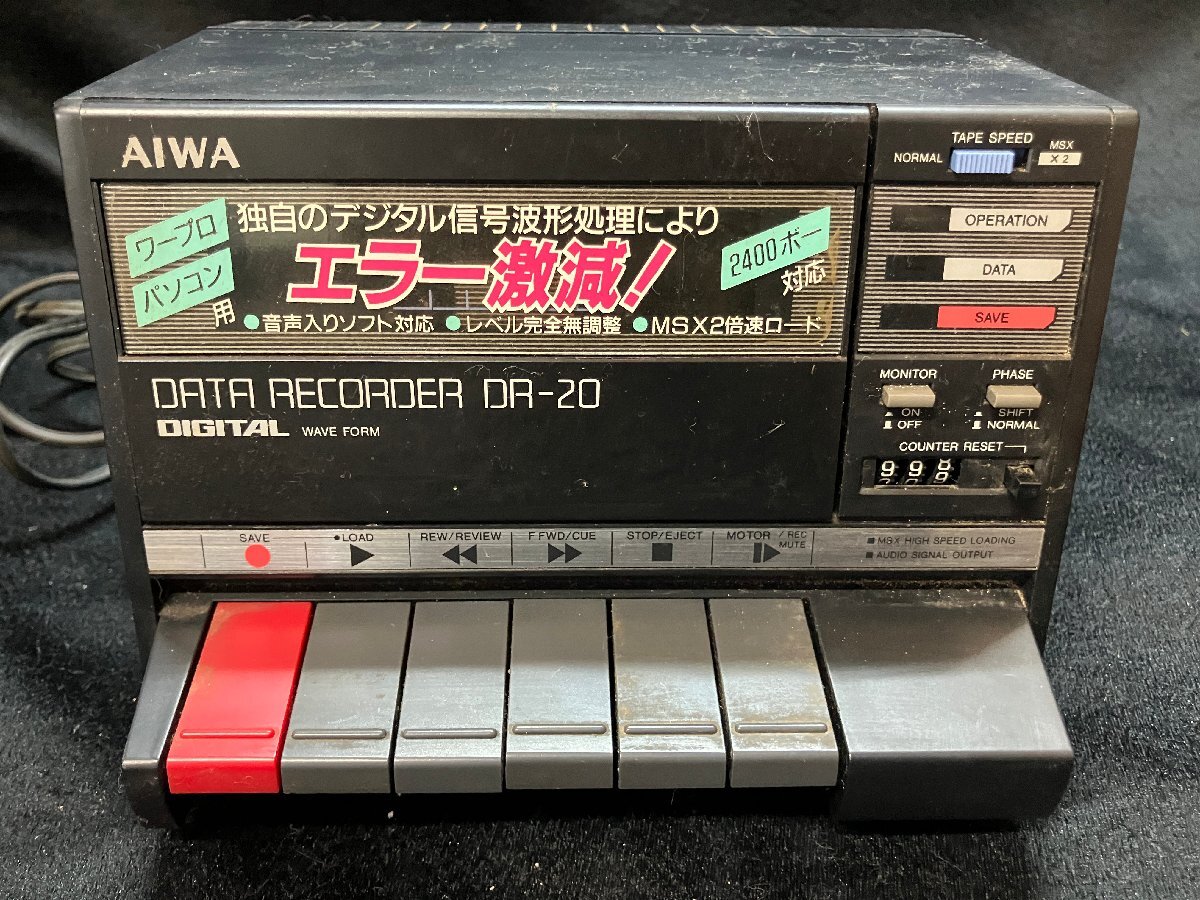 AIWA
TAPE SPEED
NORMAL
MSX
X 2
ワープロ
パソコン
用
独自のデジタル信号波形処理により
エラー激減!
2400ボー
対応
●音声入りソフト対応 ●レベル完全無調整 ●MSX2倍速ロード
OPERATION
DATA
SAVE
DATA RECORDER DR-20
DIGITAL WAVE FORM
MONITOR
ON
OFF
PHASE
SHIFT
NORMAL
COUNTER RESET
998
SAVE
●LOAD
REW/REVIEW
F FWD/CUE
STOP/EJECT
MOTOR / REC MUTE
■ MSX HIGH SPEED LOADING
■ AUDIO SIGNAL OUTPUT